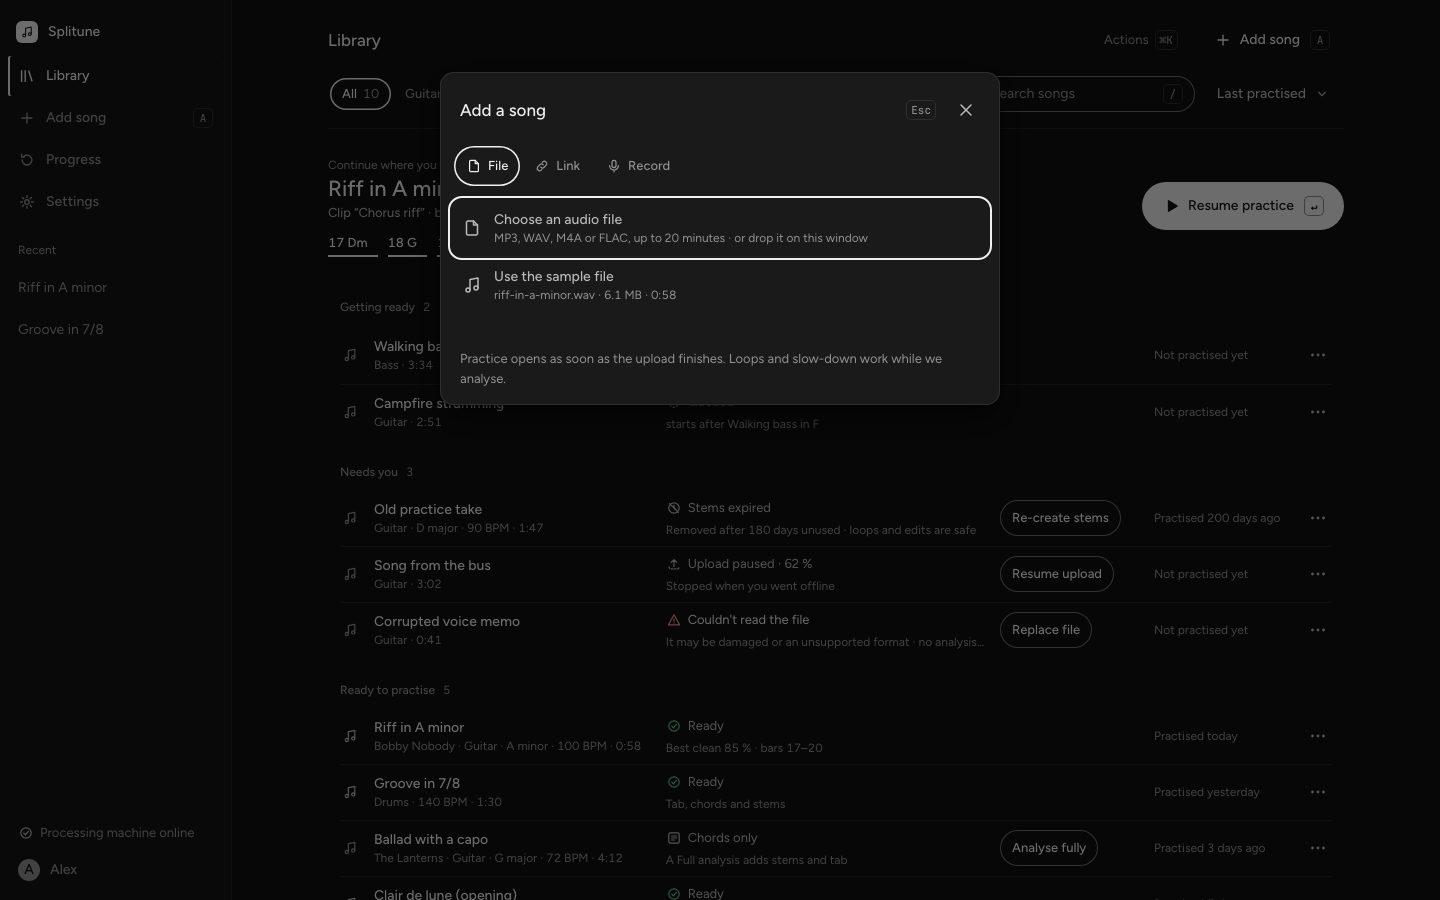 Splitune
Library
Add song A
Progress
Settings
Recent
Riff in A minor
Groove in 7/8
Processing machine online
A Alex
Library
Actions ⌘K
Add song A
All 10
Guitar
earch songs /
Last practised
Continue where you
Riff in A mi
Clip “Chorus riff” ·
17 Dm 18 G
Resume practice ↵
Add a song
Esc
File Link Record
Choose an audio file
MP3, WAV, M4A or FLAC, up to 20 minutes · or drop it on this window
Use the sample file
riff-in-a-minor.wav · 6.1 MB · 0:58
Practice opens as soon as the upload finishes. Loops and slow-down work while we
analyse.
Getting ready 2
Walking ba
Bass · 3:34
Not practised yet
Campfire strumming
Guitar · 2:51
starts after Walking bass in F
Not practised yet
Needs you 3
Old practice take
Guitar · D major · 90 BPM · 1:47
Stems expired
Removed after 180 days unused · loops and edits are safe
Re-create stems
Practised 200 days ago
Song from the bus
Guitar · 3:02
Upload paused · 62 %
Stopped when you went offline
Resume upload
Not practised yet
Corrupted voice memo
Guitar · 0:41
Couldn't read the file
It may be damaged or an unsupported format · no analysis…
Replace file
Not practised yet
Ready to practise 5
Riff in A minor
Bobby Nobody · Guitar · A minor · 100 BPM · 0:58
Ready
Best clean 85 % · bars 17–20
Practised today
Groove in 7/8
Drums · 140 BPM · 1:30
Ready
Tab, chords and stems
Practised yesterday
Ballad with a capo
The Lanterns · Guitar · G major · 72 BPM · 4:12
Chords only
A Full analysis adds stems and tab
Analyse fully
Practised 3 days ago
Clair de lune (opening)
Ready